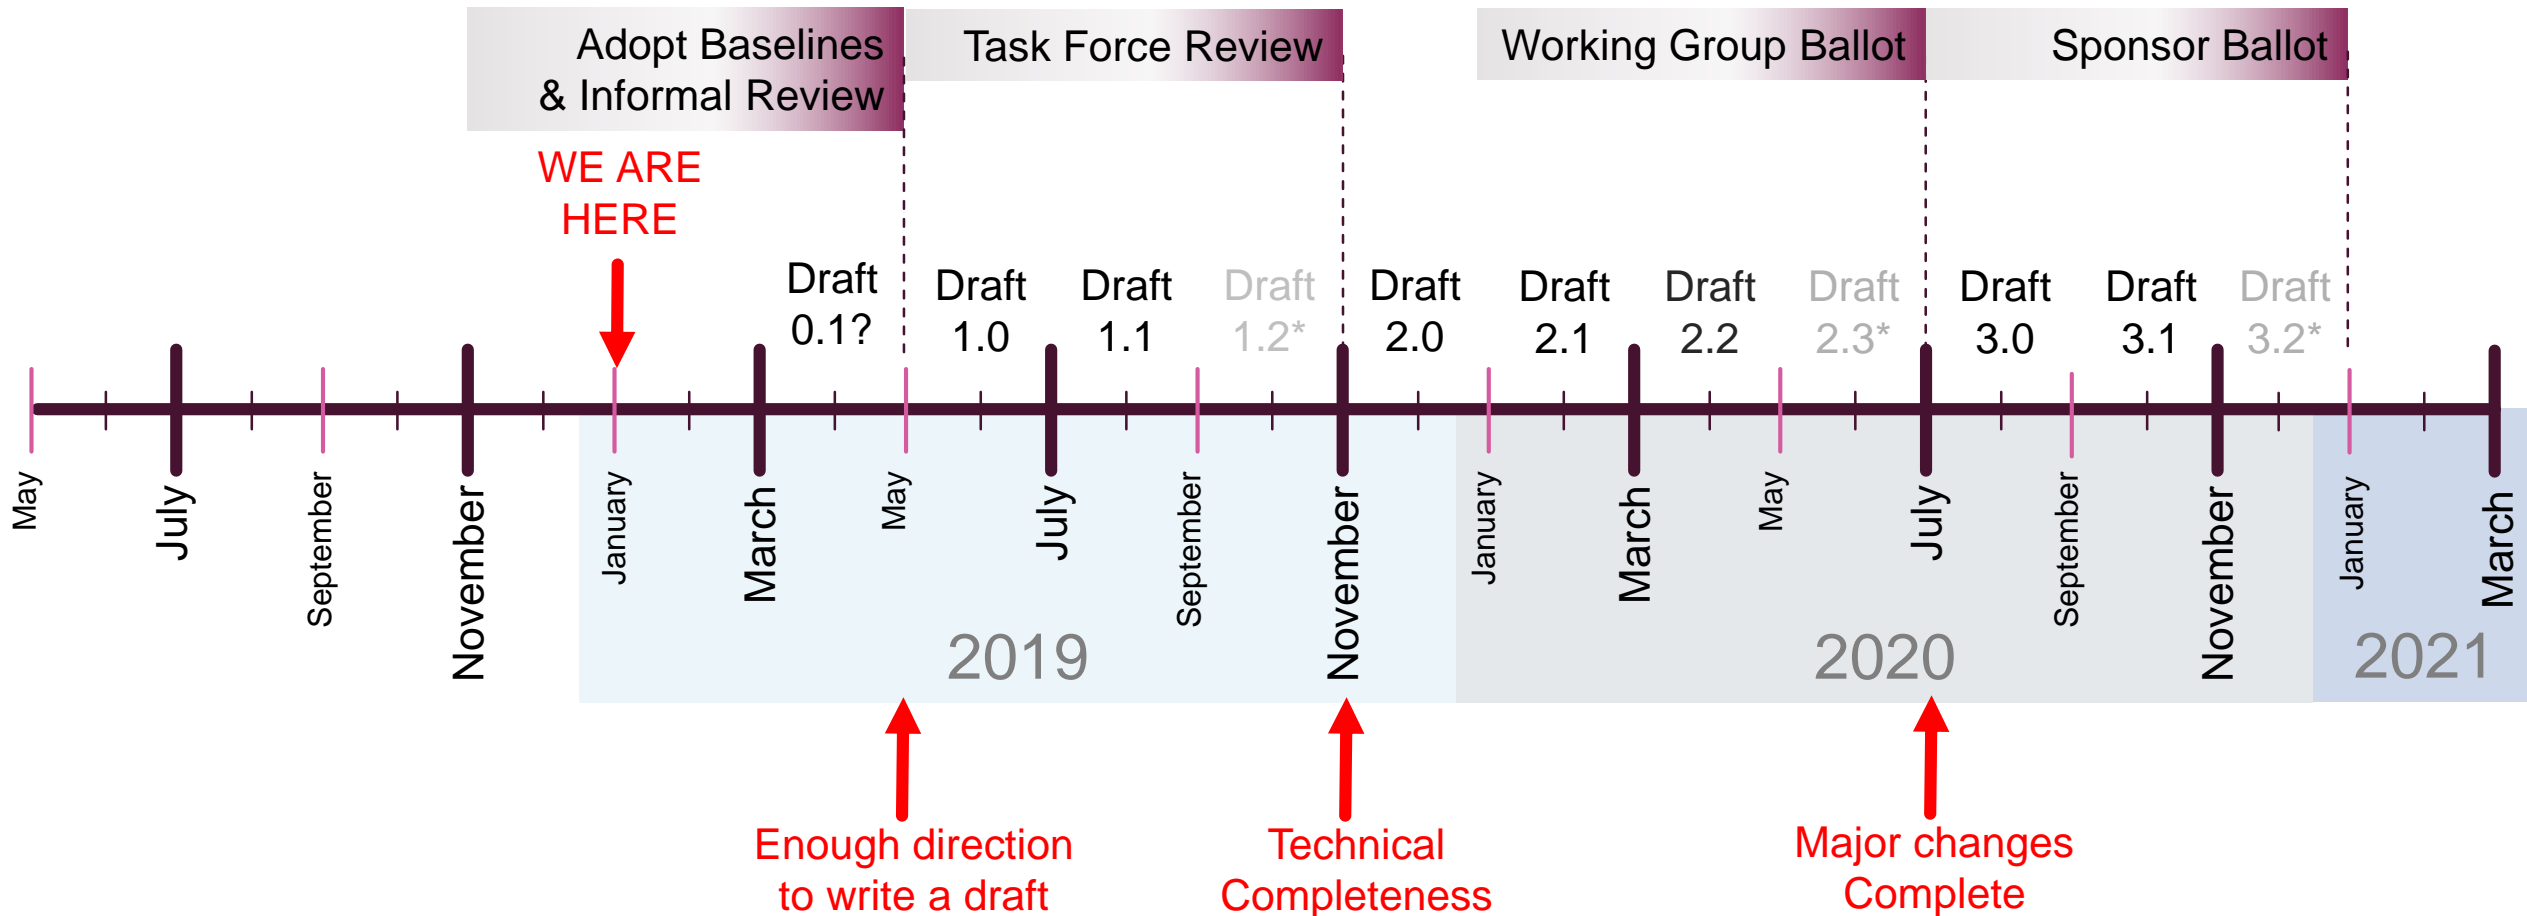 Adopt Baselines
& Informal Review
Task Force Review
Working Group Ballot
Sponsor Ballot
WE ARE
HERE
Draft
0.1?
Draft
1.0
Draft
1.1
Draft
1.2*
Draft
2.0
Draft
2.1
Draft
2.2
Draft
2.3*
Draft
3.0
Draft
3.1
Draft
3.2*
May
July
September
November
January
March
May
July
September
November
January
March
May
July
September
November
January
March
2019
2020
2021
Enough direction
to write a draft
Technical
Completeness
Major changes
Complete